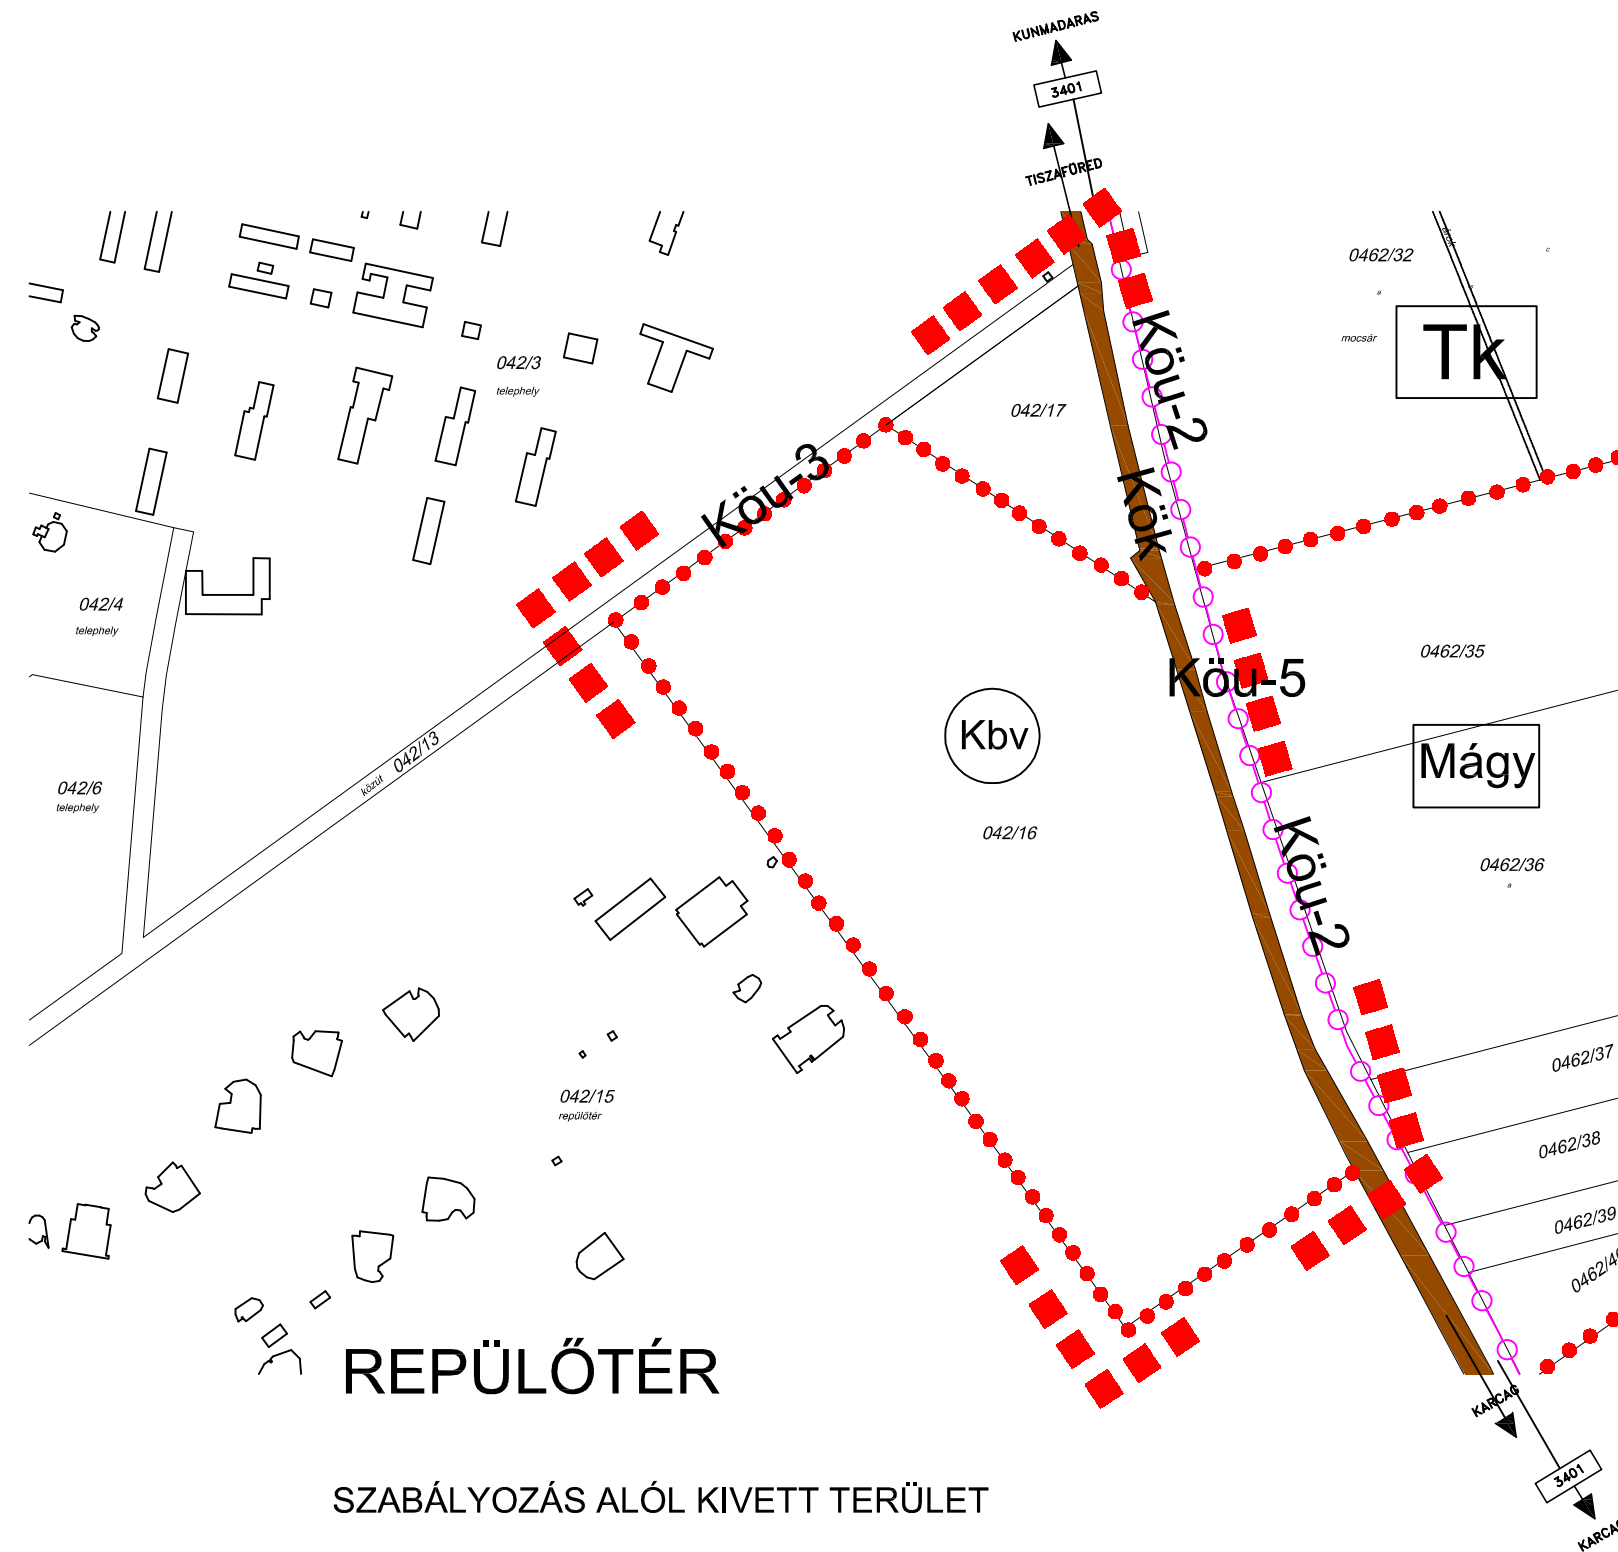 KUNMADARAS
3401
TISZAFÜRED
0462/32
a
mocsár
Tk
árok
c
042/3
telephely
042/17
Köu-2
Köu-3
Kök
042/4
telephely
0462/35
Köu-5
Kbv
Mágy
042/13
közút
042/6
telephely
042/16
0462/36
a
Köu-2
0462/37
042/15
repülőtér
0462/38
0462/39
REPÜLŐTÉR
KARCAG
3401
SZABÁLYOZÁS ALÓL KIVETT TERÜLET